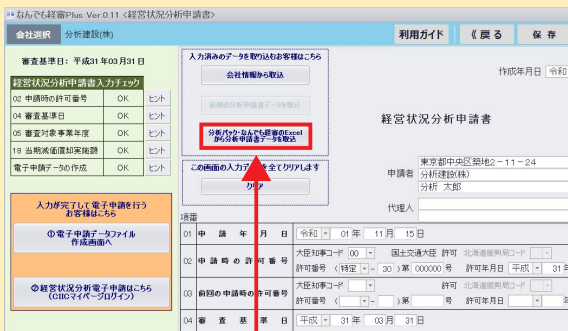 なんでも経審Plus Ver.0.11 <経営状況分析申請書>
会社選択 分析建設(株) 利用ガイド 《 戻 る 保 存
審査基準日： 平成31年03月31日
経営状況分析申請書入力チェック
02 申請時の許可番号 OK ヒント
04 審査基準日 OK ヒント
05 審査対象事業年度 OK ヒント
18 当期減価償却実施額 OK ヒント
電子申請データの作成 OK ヒント
入力が完了して電子申請を行う
お客様はこちら
①電子申請データファイル
作成画面へ
②経営状況分析電子申請はこちら
(CIICマイページログイン)
入力済みのデータを取り込むお客様はこちら
会社情報から取込
前期の分析申請書データを取込
分析パック・なんでも経審のExcel
から分析申請書データを取込
この画面の入力データを全てクリアします
クリア
作成年月日 令和
経営状況分析申請書
申請者 東京都中央区築地2－11－24
分析建設(株)
分析 太郎
代理人
項番
01 申 請 年 月 日 令和 01 年 11 月 15 日
02 申 請 時 の 許 可 番 号 大臣知事コード 00 国土交通大臣 許可 北海道振興局コード
許可番号 (特定 － 30 )第 000000 号 許可年月日 平成 31 年
03 前回の申請時の許可番号 大臣知事コード 許可 北海道振興局コード
許可番号 ( － )第 号 許可年月日 年
04 審 査 基 準 日 平成 31 年 03 月 31 日